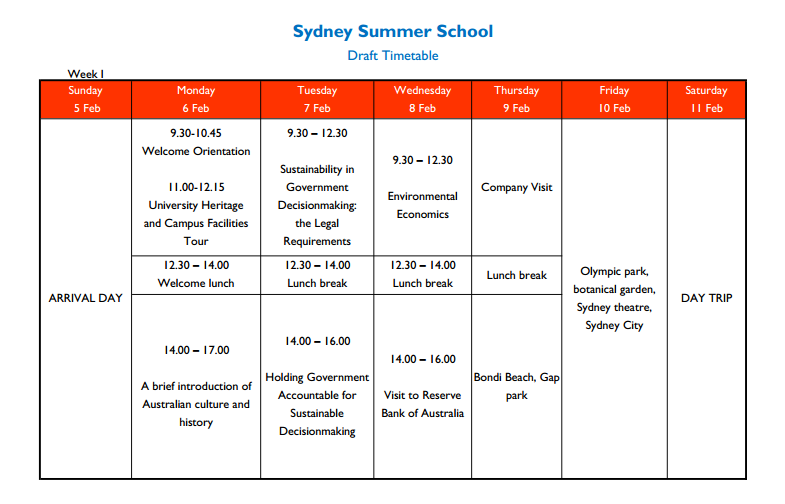 Sydney Summer School
Draft Timetable
Week 1
Sunday
5 Feb
Monday
6 Feb
Tuesday
7 Feb
Wednesday
8 Feb
Thursday
9 Feb
Friday
10 Feb
Saturday
11 Feb
ARRIVAL DAY
9.30-10.45
Welcome Orientation
11.00-12.15
University Heritage
and Campus Facilities
Tour
9.30 – 12.30
Sustainability in
Government
Decisionmaking:
the Legal
Requirements
9.30 – 12.30
Environmental
Economics
Company Visit
12.30 – 14.00
Welcome lunch
12.30 – 14.00
Lunch break
12.30 – 14.00
Lunch break
Lunch break
Olympic park,
botanical garden,
Sydney theatre,
Sydney City
DAY TRIP
14.00 – 17.00
A brief introduction of
Australian culture and
history
14.00 – 16.00
Holding Government
Accountable for
Sustainable
Decisionmaking
14.00 – 16.00
Visit to Reserve
Bank of Australia
Bondi Beach, Gap
park